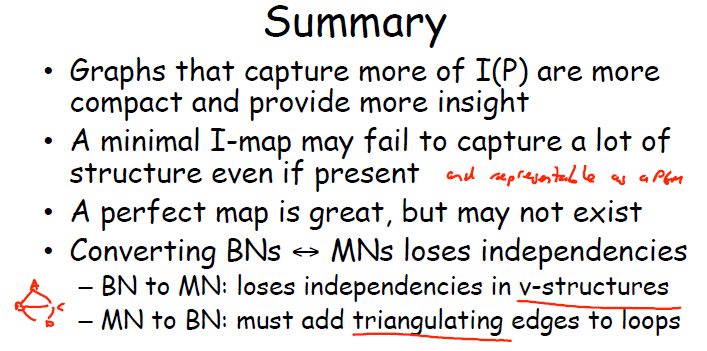 Summary
• Graphs that capture more of I(P) are more
compact and provide more insight
• A minimal I-map may fail to capture a lot of
structure even if present and representable as a PGM
• A perfect map is great, but may not exist
• Converting BNs ↔ MNs loses independencies
– BN to MN: loses independencies in v-structures
A
B C
– MN to BN: must add triangulating edges to loops
D